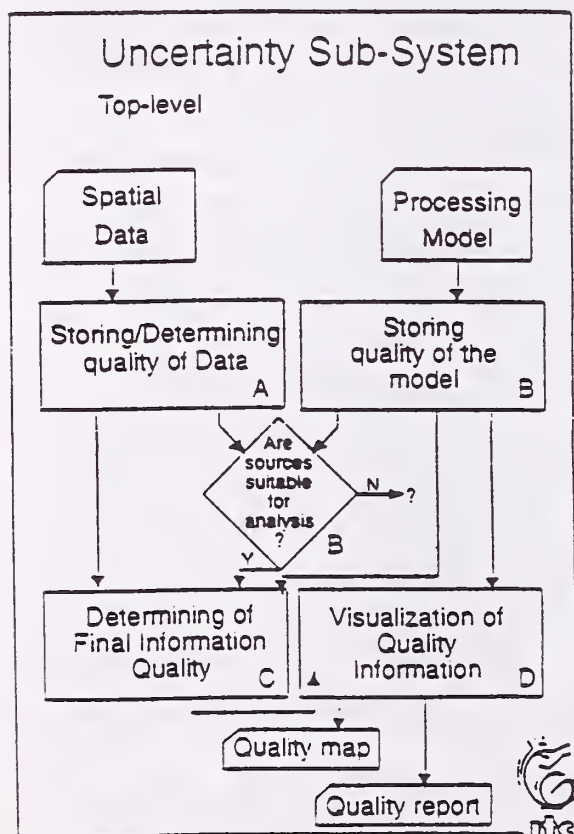 Uncertainty Sub-System
Top-level
Spatial
Data
Processing
Model
Storing/Determining
quality of Data
A
Storing
quality of the
model
B
Are
sources
suitable
for
analysis
?
N
?
Y
B
Determining of
Final Information
Quality
C
Visualization of
Quality
Information
D
Quality map
Quality report